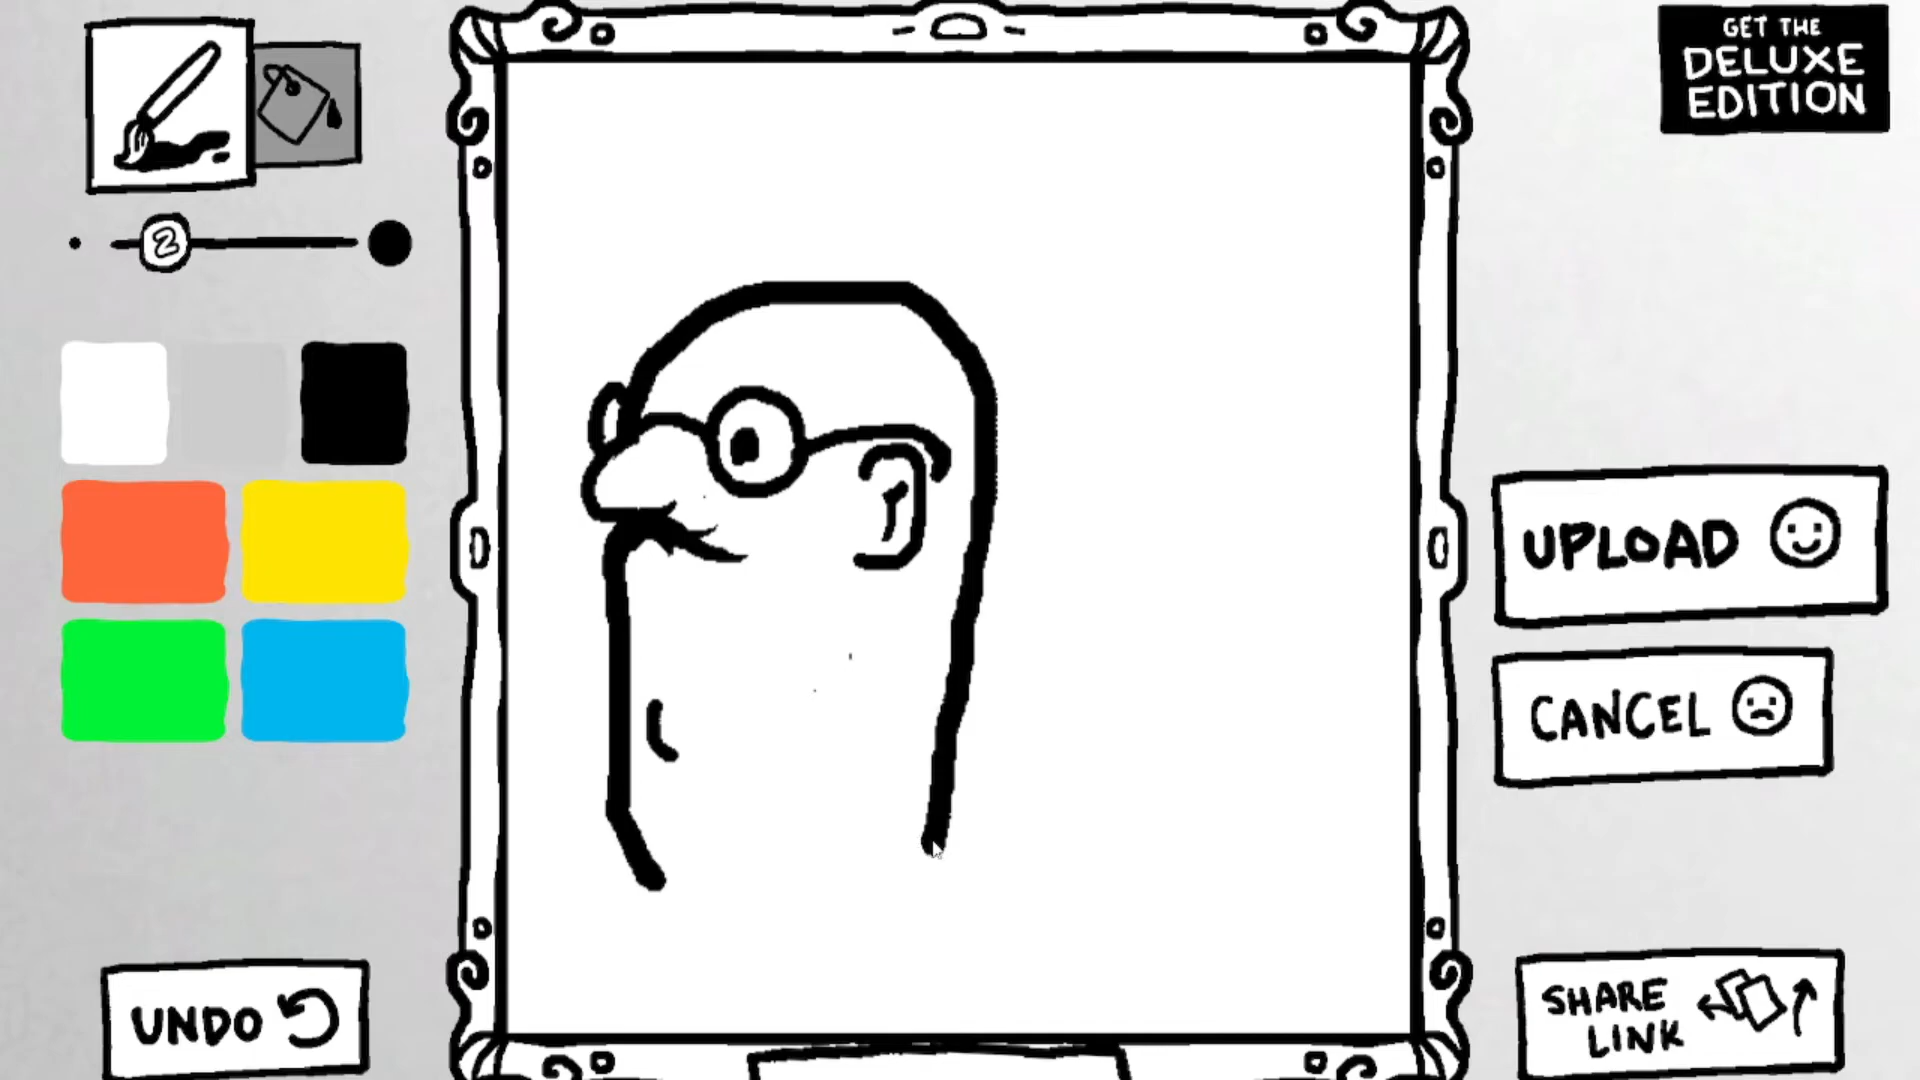 GET THE
DELUXE
EDITION
2
UPLOAD
CANCEL
UNDO
SHARE
LINK